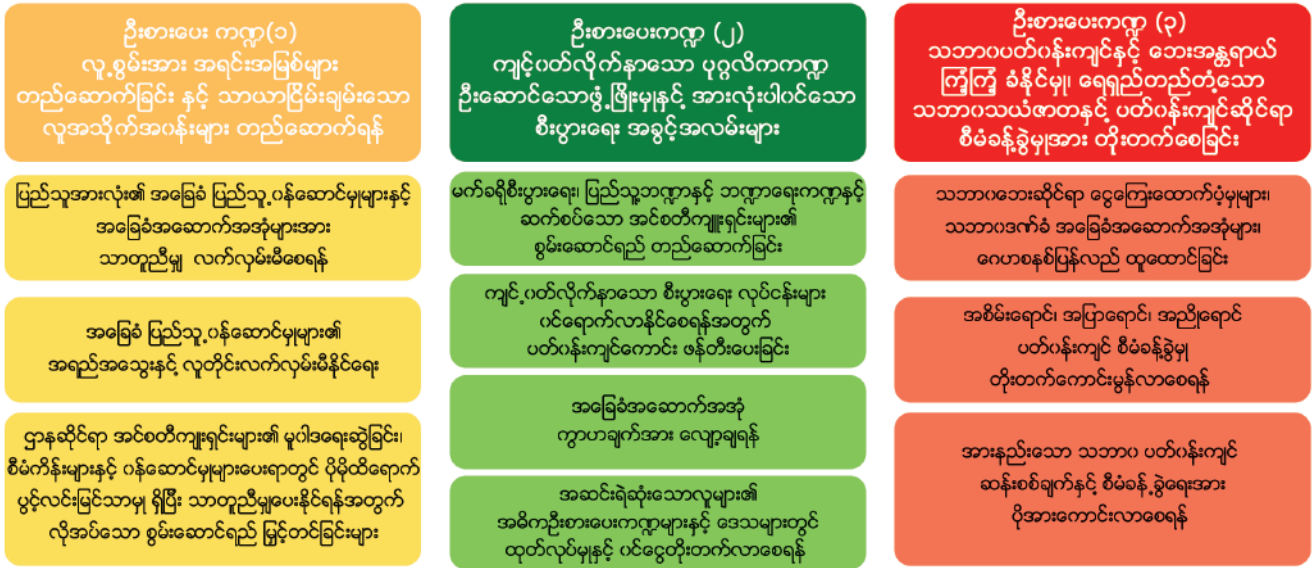 ဦးစားပေး ကဏ္ဍ(၁)
လူ့စွမ်းအား အရင်းအမြစ်များ
တည်ဆောက်ခြင်း နှင့် သာယာငြိမ်းချမ်းသော
လူအသိုက်အဝန်းများ တည်ဆောက်ရန်
ပြည်သူအားလုံး၏ အခြေခံ ပြည်သူ့ဝန်ဆောင်မှုများနှင့်
အခြေခံအဆောက်အအုံများအား
သာတူညီမျှ လက်လှမ်းမီစေရန်
အခြေခံ ပြည်သူ့ဝန်ဆောင်မှုများ၏
အရည်အသွေးနှင့် လူတိုင်းလက်လှမ်းမီနိုင်ရေး
ဌာနဆိုင်ရာ အင်စတီကျုးရှင်းများ၏ မူဝါဒရေးဆွဲခြင်း၊
စီမံကိန်းများနှင့် ဝန်ဆောင်မှုများပေးရာတွင် ပိုမိုထိရောက်
ပွင့်လင်းမြင်သာမှု ရှိပြီး သာတူညီမျှပေးနိုင်ရန်အတွက်
လိုအပ်သော စွမ်းဆောင်ရည် မြှင့်တင်ခြင်းများ
ဦးစားပေးကဏ္ဍ (၂)
ကျင့်ဝတ်လိုက်နာသော ပုဂ္ဂလိကကဏ္ဍ
ဦးဆောင်သောဖွံ့ဖြိုးမှုနှင့် အားလုံးပါဝင်သော
စီးပွားရေး အခွင့်အလမ်းများ
မက်ခရိုစီးပွားရေး၊ ပြည်သူ့ဘဏ္ဍာနှင့် ဘဏ္ဍာရေးကဏ္ဍနှင့်
ဆက်စပ်သော အင်စတီကျူးရှင်းများ၏
စွမ်းဆောင်ရည် တည်ဆောက်ခြင်း
ကျင့်ဝတ်လိုက်နာသော စီးပွားရေး လုပ်ငန်းများ
ဝင်ရောက်လာနိုင်စေရန်အတွက်
ပတ်ဝန်းကျင်ကောင်း ဖန်တီးပေးခြင်း
အခြေခံအဆောက်အအုံ
ကွာဟချက်အား လျော့ချရန်
အဆင်းရဲဆုံးသောလူများ၏
အဓိကဦးစားပေးကဏ္ဍများနှင့် ဒေသများတွင်
ထုတ်လုပ်မှုနှင့် ဝင်ငွေတိုးတက်လာစေရန်
ဦးစားပေးကဏ္ဍ (၃)
သဘာဝပတ်ဝန်းကျင်နှင့် ဘေးအန္တရာယ်
ကြံ့ကြံ့ ခံနိုင်မှု၊ ရေရှည်တည်တံ့သော
သဘာဝသယံဇာတနှင့် ပတ်ဝန်းကျင်ဆိုင်ရာ
စီမံခန့်ခွဲမှုအား တိုးတက်စေခြင်း
သဘာဝဘေးဆိုင်ရာ ငွေကြေးထောက်ပံ့မှုများ၊
သဘာဝဒဏ်ခံ အခြေခံအဆောက်အအုံများ၊
ဂေဟစနစ်ပြန်လည် ထူထောင်ခြင်း
အစိမ်းရောင်၊ အပြာရောင်၊ အညိုရောင်
ပတ်ဝန်းကျင် စီမံခန့်ခွဲမှု
တိုးတက်ကောင်းမွန်လာစေရန်
အားနည်းသော သဘာဝ ပတ်ဝန်းကျင်
ဆန်းစစ်ချက်နှင့် စီမံခန့်ခွဲရေးအား
ပိုအားကောင်းလာစေရန်